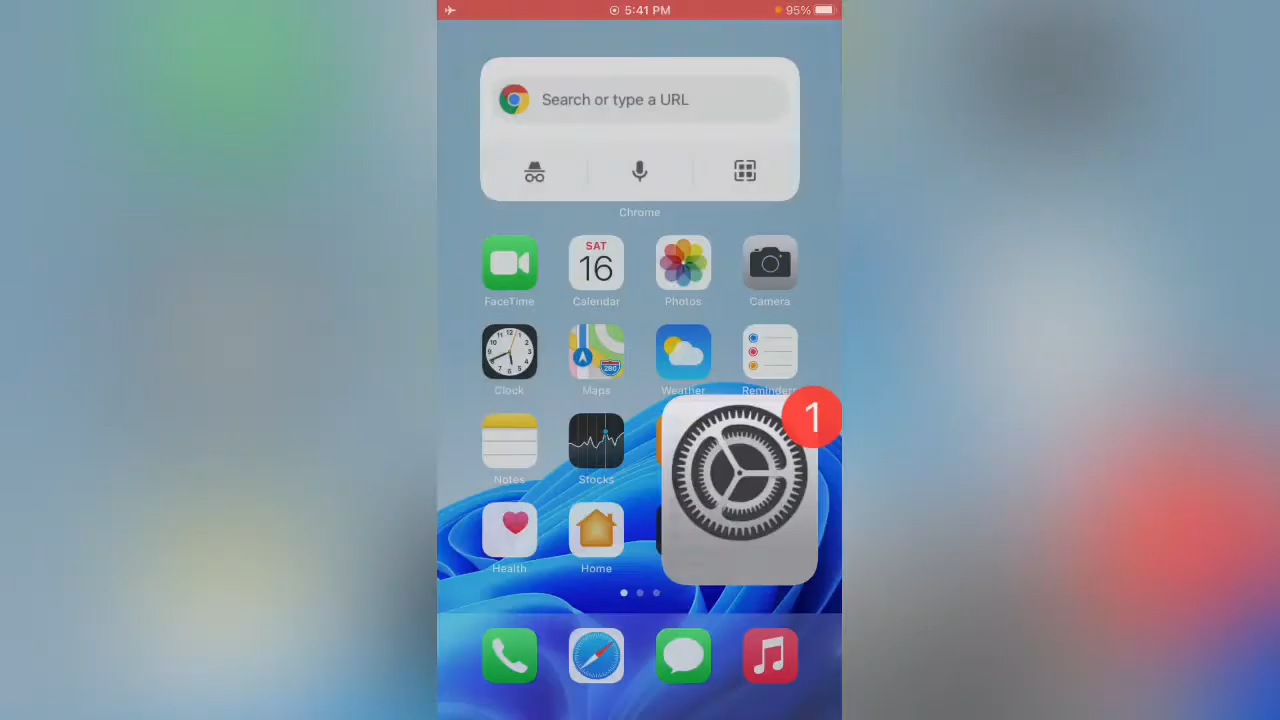 5:41 PM 95%
Search or type a URL
Chrome
SAT
16
FaceTime Calendar Photos Camera
280
Clock Maps Weather Reminders
1
Notes Stocks
Health Home